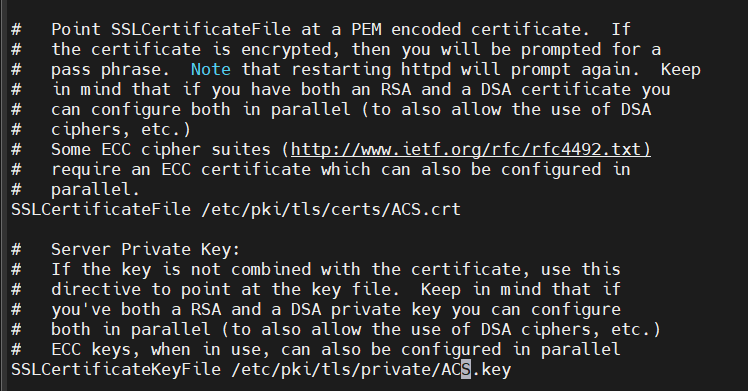 #   Point SSLCertificateFile at a PEM encoded certificate.  If
#   the certificate is encrypted, then you will be prompted for a
#   pass phrase.  Note that restarting httpd will prompt again.  Keep
#   in mind that if you have both an RSA and a DSA certificate you
#   can configure both in parallel (to also allow the use of DSA
#   ciphers, etc.)
#   Some ECC cipher suites (http://www.ietf.org/rfc/rfc4492.txt)
#   require an ECC certificate which can also be configured in
#   parallel.
SSLCertificateFile /etc/pki/tls/certs/ACS.crt
#   Server Private Key:
#   If the key is not combined with the certificate, use this
#   directive to point at the key file.  Keep in mind that if
#   you've both a RSA and a DSA private key you can configure
#   both in parallel (to also allow the use of DSA ciphers, etc.)
#   ECC keys, when in use, can also be configured in parallel
SSLCertificateKeyFile /etc/pki/tls/private/ACS.key